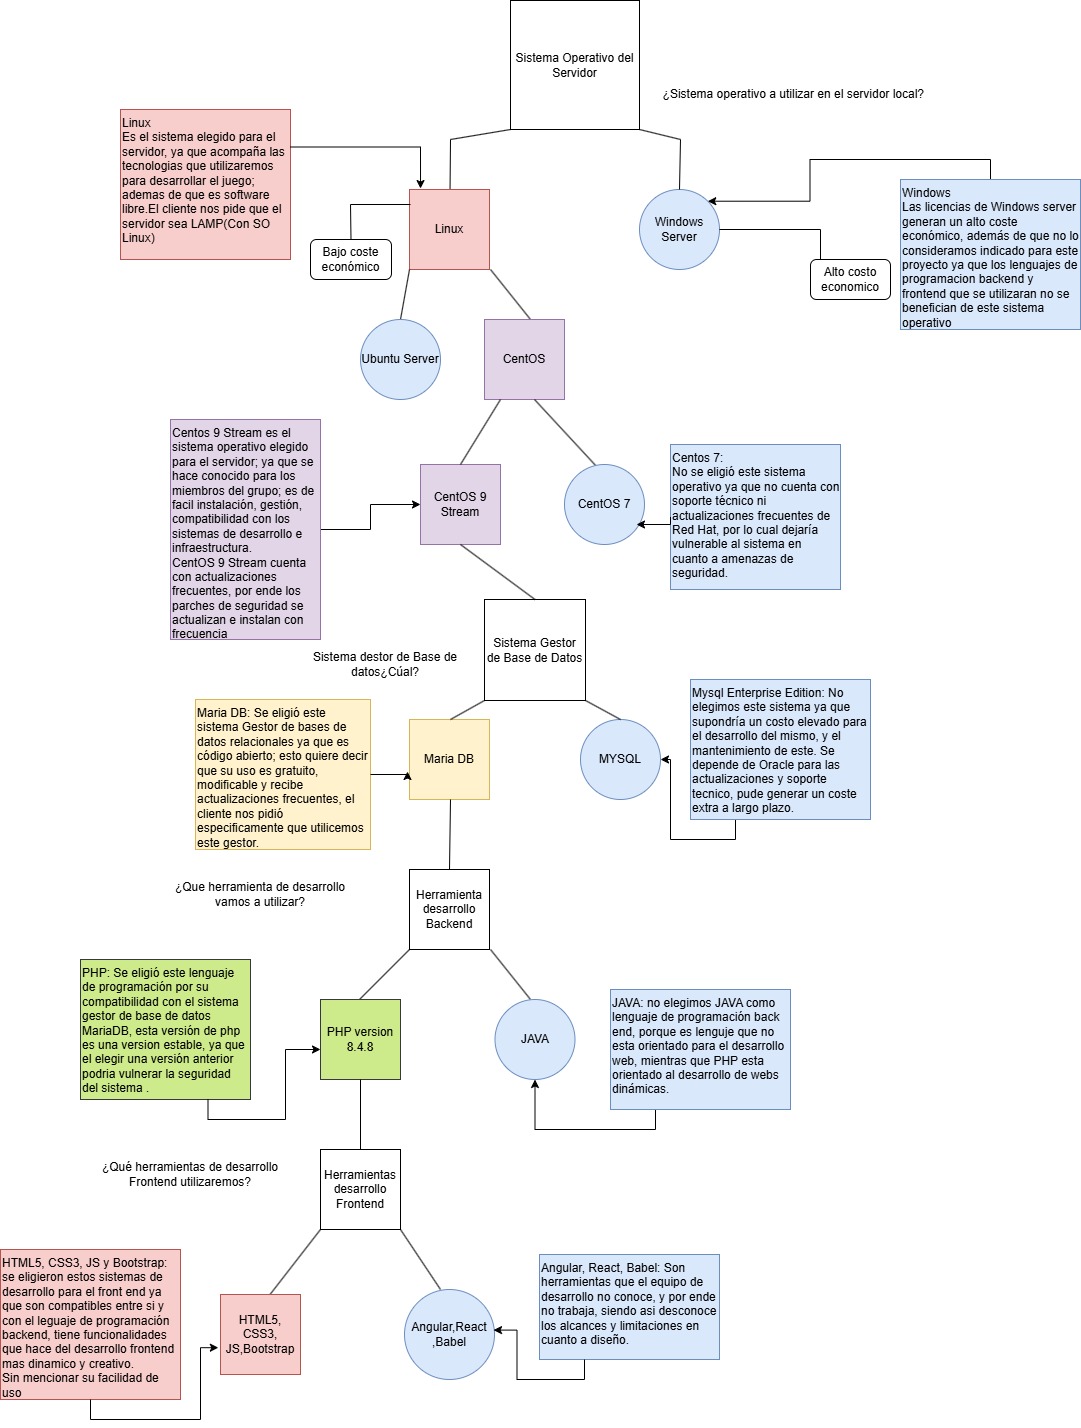 Sistema Operativo del
Servidor
¿Sistema operativo a utilizar en el servidor local?
Linux
Es el sistema elegido para el
servidor, ya que acompaña las
tecnologias que utilizaremos
para desarrollar el juego;
ademas de que es software
libre.El cliente nos pide que el
servidor sea LAMP(Con SO
Linux)
Linux
Bajo coste
económico
Windows
Server
Alto costo
economico
Windows
Las licencias de Windows server
generan un alto coste
económico, además de que no lo
consideramos indicado para este
proyecto ya que los lenguajes de
programacion backend y
frontend que se utilizaran no se
benefician de este sistema
operativo
Ubuntu Server
CentOS
Centos 9 Stream es el
sistema operativo elegido
para el servidor; ya que se
hace conocido para los
miembros del grupo; es de
facil instalación, gestión,
compatibilidad con los
sistemas de desarrollo e
infraestructura.
CentOS 9 Stream cuenta
con actualizaciones
frecuentes, por ende los
parches de seguridad se
actualizan e instalan con
frecuencia
CentOS 9
Stream
CentOS 7
Centos 7:
No se eligió este sistema
operativo ya que no cuenta con
soporte técnico ni
actualizaciones frecuentes de
Red Hat, por lo cual dejaría
vulnerable al sistema en
cuanto a amenazas de
seguridad.
Sistema Gestor
de Base de Datos
Sistema destor de Base de
datos¿Cúal?
Maria DB: Se eligió este
sistema Gestor de bases de
datos relacionales ya que es
código abierto; esto quiere decir
que su uso es gratuito,
modificable y recibe
actualizaciones frecuentes, el
cliente nos pidió
especificamente que utilicemos
este gestor.
Maria DB
MYSQL
Mysql Enterprise Edition: No
elegimos este sistema ya que
supondría un costo elevado para
el desarrollo del mismo, y el
mantenimiento de este. Se
depende de Oracle para las
actualizaciones y soporte
tecnico, pude generar un coste
extra a largo plazo.
¿Que herramienta de desarrollo
vamos a utilizar?
Herramienta
desarrollo
Backend
PHP: Se eligió este lenguaje
de programación por su
compatibilidad con el sistema
gestor de base de datos
MariaDB, esta versión de php
es una version estable, ya que
el elegir una versión anterior
podria vulnerar la seguridad
del sistema .
PHP version
8.4.8
JAVA
JAVA: no elegimos JAVA como
lenguaje de programación back
end, porque es lenguje que no
esta orientado para el desarrollo
web, mientras que PHP esta
orientado al desarrollo de webs
dinámicas.
¿Qué herramientas de desarrollo
Frontend utilizaremos?
Herramientas
desarrollo
Frontend
HTML5, CSS3, JS y Bootstrap:
se eligieron estos sistemas de
desarrollo para el front end ya
que son compatibles entre si y
con el leguaje de programación
backend, tiene funcionalidades
que hace del desarrollo frontend
mas dinamico y creativo.
Sin mencionar su facilidad de
uso
HTML5,
CSS3,
JS,Bootstrap
Angular,React
,Babel
Angular, React, Babel: Son
herramientas que el equipo de
desarrollo no conoce, y por ende
no trabaja, siendo asi desconoce
los alcances y limitaciones en
cuanto a diseño.